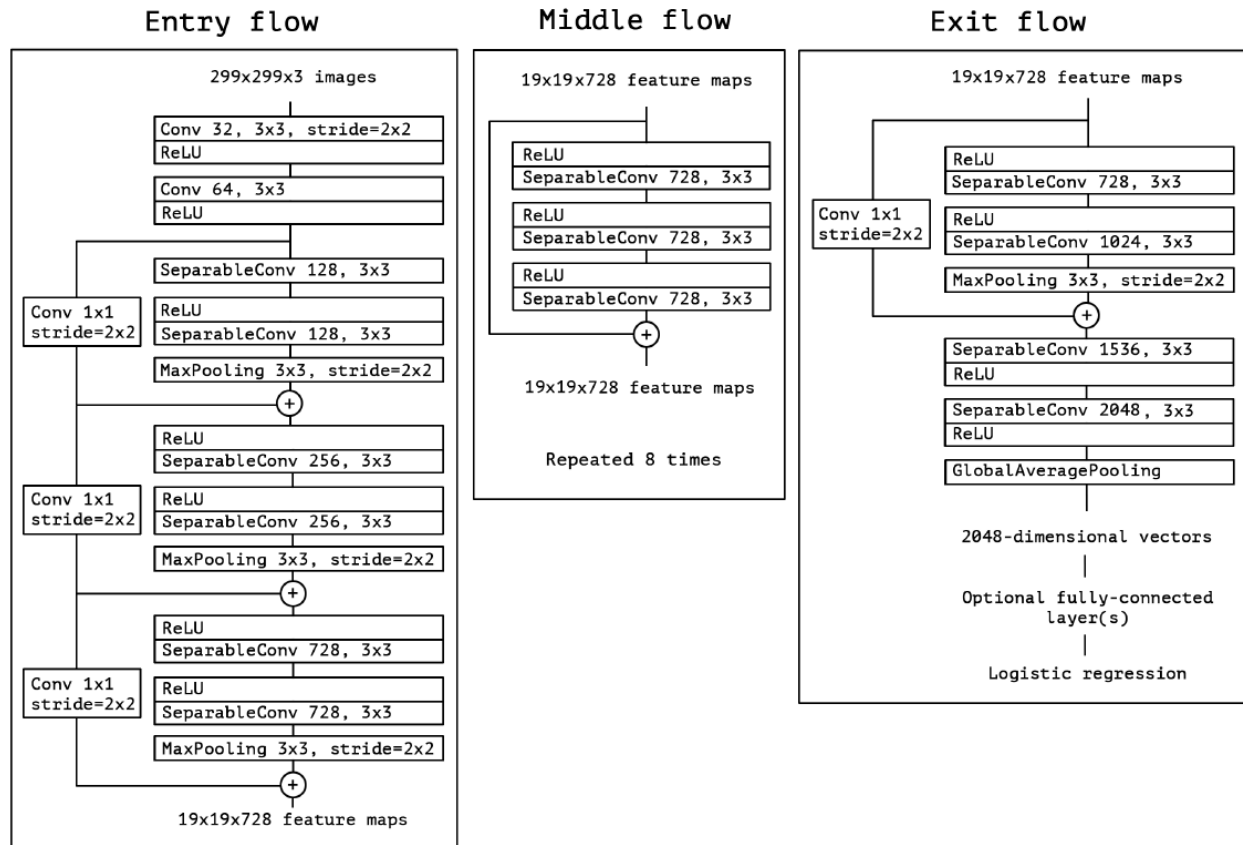 Entry flow
299x299x3 images
Conv 32, 3x3, stride=2x2
ReLU
Conv 64, 3x3
ReLU
SeparableConv 128, 3x3
Conv 1x1
stride=2x2
ReLU
SeparableConv 128, 3x3
MaxPooling 3x3, stride=2x2
+
ReLU
SeparableConv 256, 3x3
Conv 1x1
stride=2x2
ReLU
SeparableConv 256, 3x3
MaxPooling 3x3, stride=2x2
+
ReLU
SeparableConv 728, 3x3
Conv 1x1
stride=2x2
ReLU
SeparableConv 728, 3x3
MaxPooling 3x3, stride=2x2
+
19x19x728 feature maps
Middle flow
19x19x728 feature maps
ReLU
SeparableConv 728, 3x3
ReLU
SeparableConv 728, 3x3
ReLU
SeparableConv 728, 3x3
+
19x19x728 feature maps
Repeated 8 times
Exit flow
19x19x728 feature maps
ReLU
SeparableConv 728, 3x3
Conv 1x1
stride=2x2
ReLU
SeparableConv 1024, 3x3
MaxPooling 3x3, stride=2x2
+
SeparableConv 1536, 3x3
ReLU
SeparableConv 2048, 3x3
ReLU
GlobalAveragePooling
2048-dimensional vectors
Optional fully-connected
layer(s)
Logistic regression